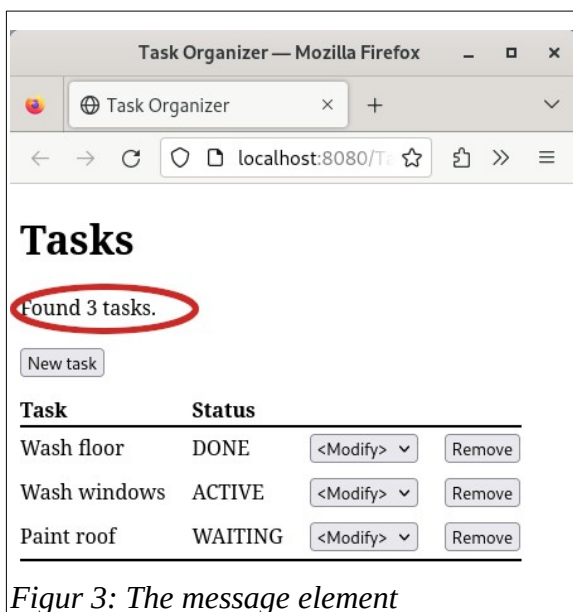 Task Organizer — Mozilla Firefox
Task Organizer
localhost:8080/Ta
Tasks
Found 3 tasks.
New task
Task Status
Wash floor DONE <Modify> Remove
Wash windows ACTIVE <Modify> Remove
Paint roof WAITING <Modify> Remove
Figur 3: The message element